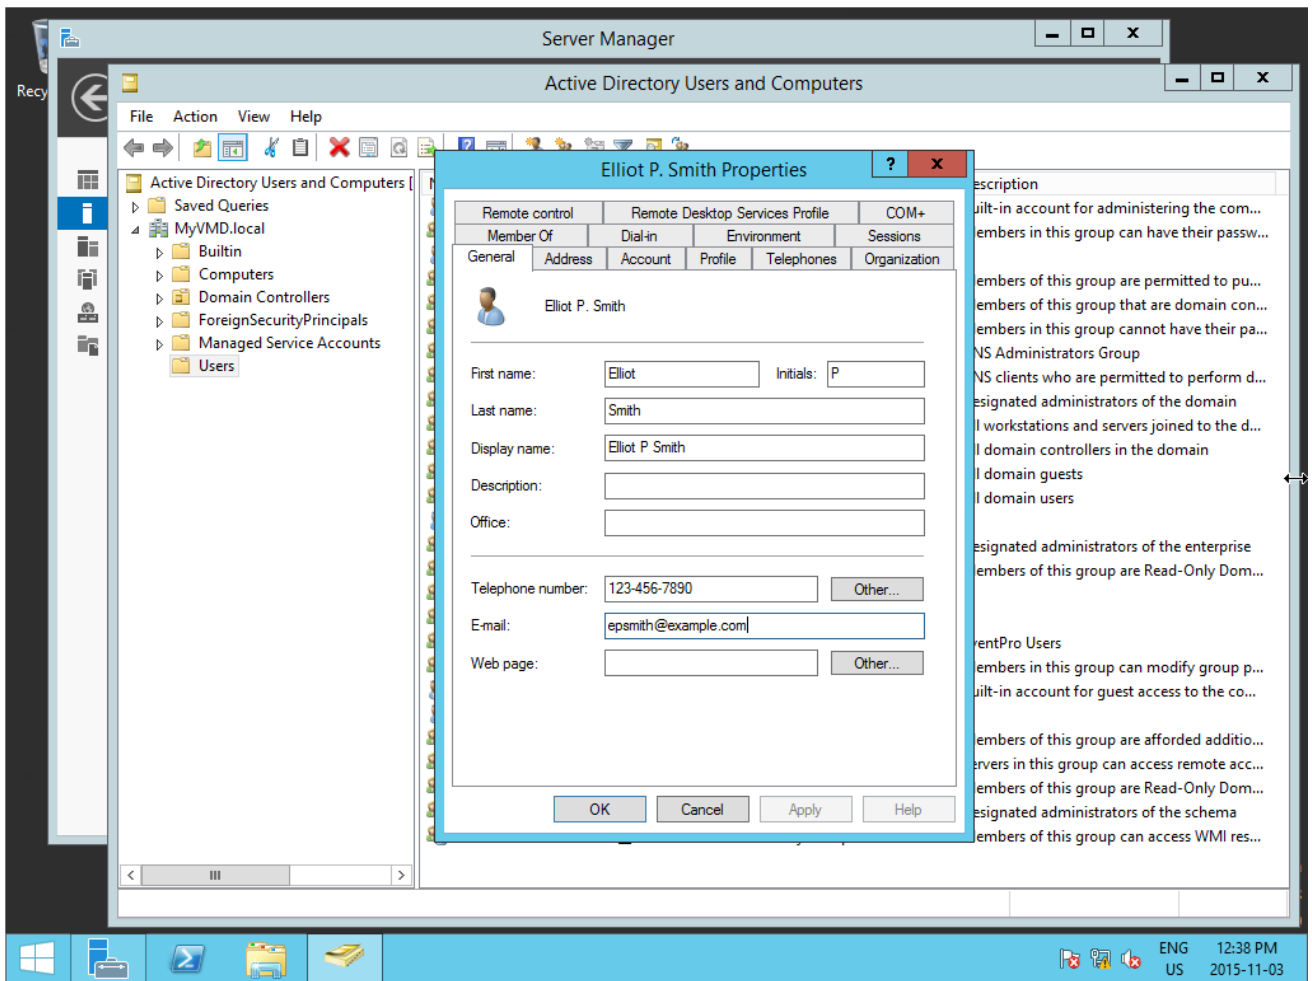 Server Manager
Recy
Active Directory Users and Computers
File Action View Help
Active Directory Users and Computers [
Saved Queries
MyVMD.local
Builtin
Computers
Domain Controllers
ForeignSecurityPrincipals
Managed Service Accounts
Users
Elliot P. Smith Properties
?
Remote control Remote Desktop Services Profile COM+
Member Of Dial-in Environment Sessions
General Address Account Profile Telephones Organization
Elliot P. Smith
First name: Elliot Initials: P
Last name: Smith
Display name: Elliot P Smith
Description:
Office:
Telephone number: 123-456-7890 Other...
E-mail: epsmith@example.com
Web page: Other...
OK Cancel Apply Help
escription
uilt-in account for administering the com...
embers in this group can have their passw...
embers of this group are permitted to pu...
embers of this group that are domain con...
embers in this group cannot have their pa...
NS Administrators Group
NS clients who are permitted to perform d...
esignated administrators of the domain
l workstations and servers joined to the d...
l domain controllers in the domain
l domain guests
l domain users
esignated administrators of the enterprise
embers of this group are Read-Only Dom...
ventPro Users
embers in this group can modify group p...
uilt-in account for guest access to the co...
embers of this group are afforded additio...
ervers in this group can access remote acc...
embers of this group are Read-Only Dom...
esignated administrators of the schema
embers of this group can access WMI res...
ENG 12:38 PM
US 2015-11-03